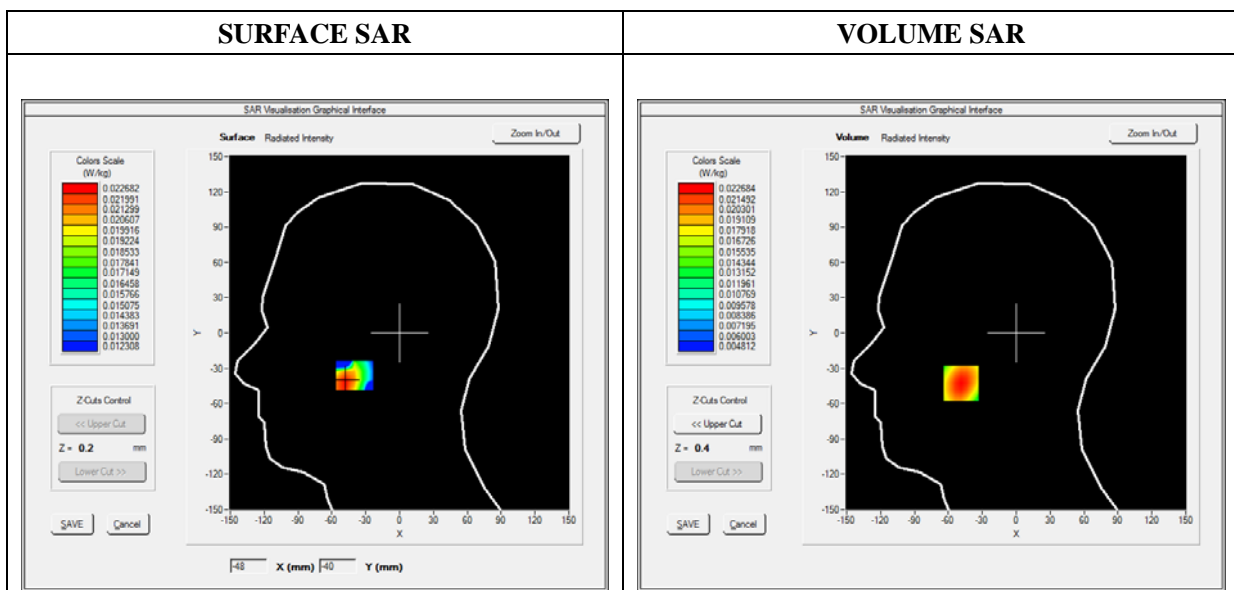 SURFACE SAR
SAR Visualisation Graphical Interface
Surface Radiated Intensity
Zoom In/Out
Colors Scale
(W/kg)
0.022682
0.021991
0.021299
0.020607
0.019916
0.019224
0.018533
0.017841
0.017149
0.016458
0.015766
0.015075
0.014383
0.013691
0.013000
0.012308
150
120
90
60
30
Y 0
-30
-60
-90
-120
-150
-150 -120 -90 -60 -30 0 30 60 90 120 150
X
Z-Cuts Control
<< Upper Cut
Z = 0.2 mm
Lower Cut >>
SAVE Cancel
-48 X (mm) -40 Y (mm)
VOLUME SAR
SAR Visualisation Graphical Interface
Volume Radiated Intensity
Zoom In/Out
Colors Scale
(W/kg)
0.022684
0.021492
0.020301
0.019109
0.017918
0.016726
0.015535
0.014344
0.013152
0.011961
0.010769
0.009578
0.008386
0.007195
0.006003
0.004812
150
120
90
60
30
Y 0
-30
-60
-90
-120
-150
-150 -120 -90 -60 -30 0 30 60 90 120 150
X
Z-Cuts Control
<< Upper Cut
Z = 0.4 mm
Lower Cut >>
SAVE Cancel